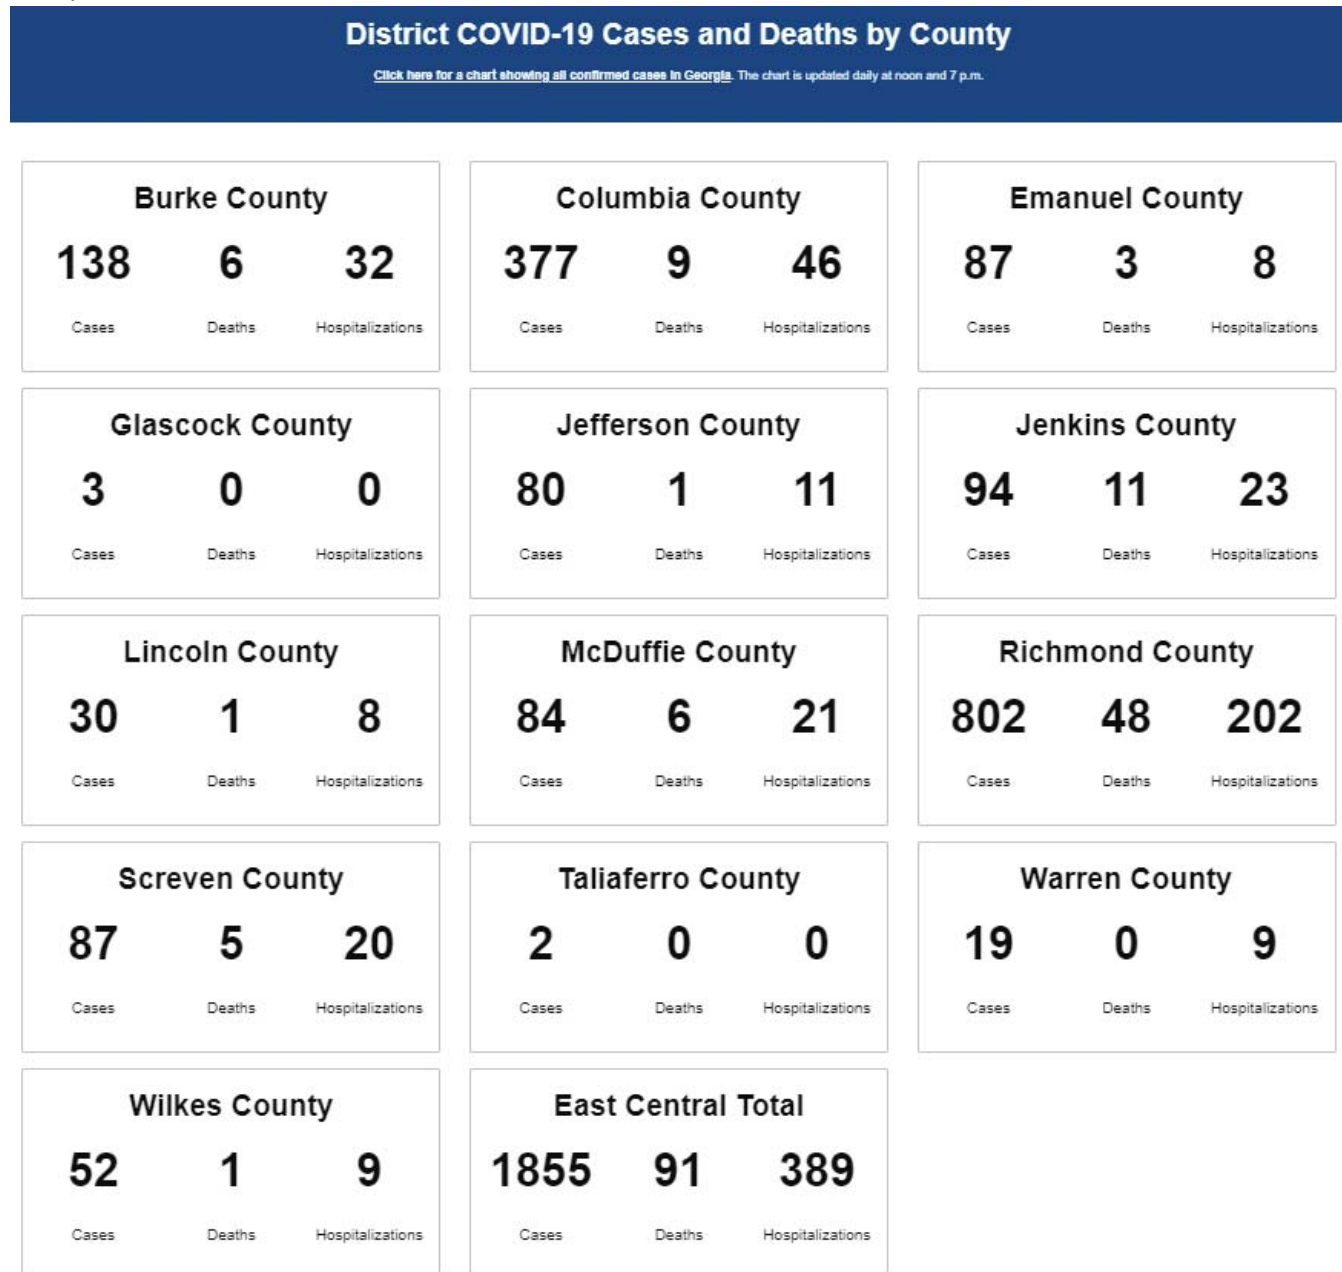 District COVID-19 Cases and Deaths by County
Click here for a chart showing all confirmed cases in Georgia. The chart is updated daily at noon and 7 p.m.
Burke County
138 6 32
Cases Deaths Hospitalizations
Columbia County
377 9 46
Cases Deaths Hospitalizations
Emanuel County
87 3 8
Cases Deaths Hospitalizations
Glascock County
3 0 0
Cases Deaths Hospitalizations
Jefferson County
80 1 11
Cases Deaths Hospitalizations
Jenkins County
94 11 23
Cases Deaths Hospitalizations
Lincoln County
30 1 8
Cases Deaths Hospitalizations
McDuffie County
84 6 21
Cases Deaths Hospitalizations
Richmond County
802 48 202
Cases Deaths Hospitalizations
Screven County
87 5 20
Cases Deaths Hospitalizations
Taliaferro County
2 0 0
Cases Deaths Hospitalizations
Warren County
19 0 9
Cases Deaths Hospitalizations
Wilkes County
52 1 9
Cases Deaths Hospitalizations
East Central Total
1855 91 389
Cases Deaths Hospitalizations